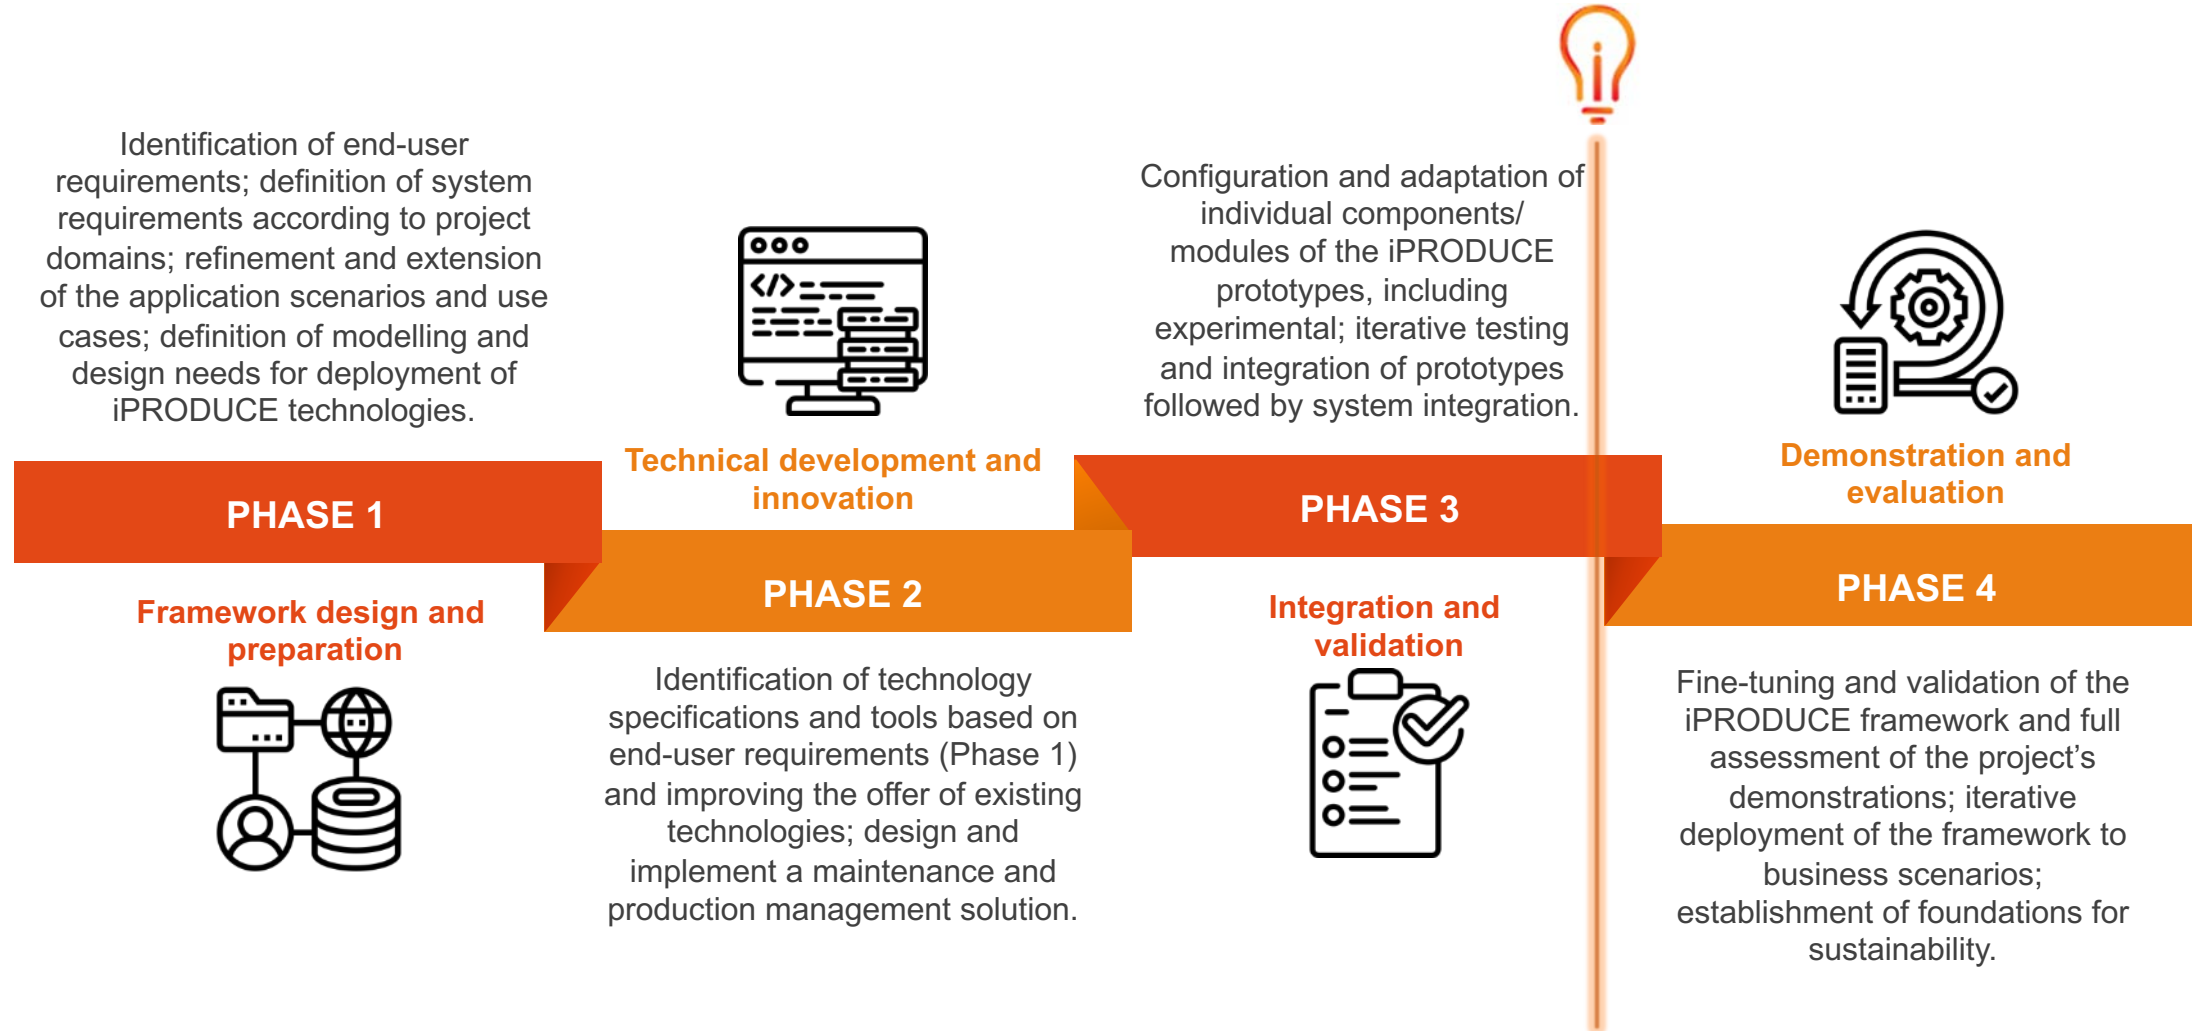 Identification of end-user
requirements; definition of system
requirements according to project
domains; refinement and extension
of the application scenarios and use
cases; definition of modelling and
design needs for deployment of
iPRODUCE technologies.
PHASE 1
Framework design and
preparation
Technical development and
innovation
PHASE 2
Identification of technology
specifications and tools based on
end-user requirements (Phase 1)
and improving the offer of existing
technologies; design and
implement a maintenance and
production management solution.
Configuration and adaptation of
individual components/
modules of the iPRODUCE
prototypes, including
experimental; iterative testing
and integration of prototypes
followed by system integration.
PHASE 3
Integration and
validation
Demonstration and
evaluation
PHASE 4
Fine-tuning and validation of the
iPRODUCE framework and full
assessment of the project’s
demonstrations; iterative
deployment of the framework to
business scenarios;
establishment of foundations for
sustainability.